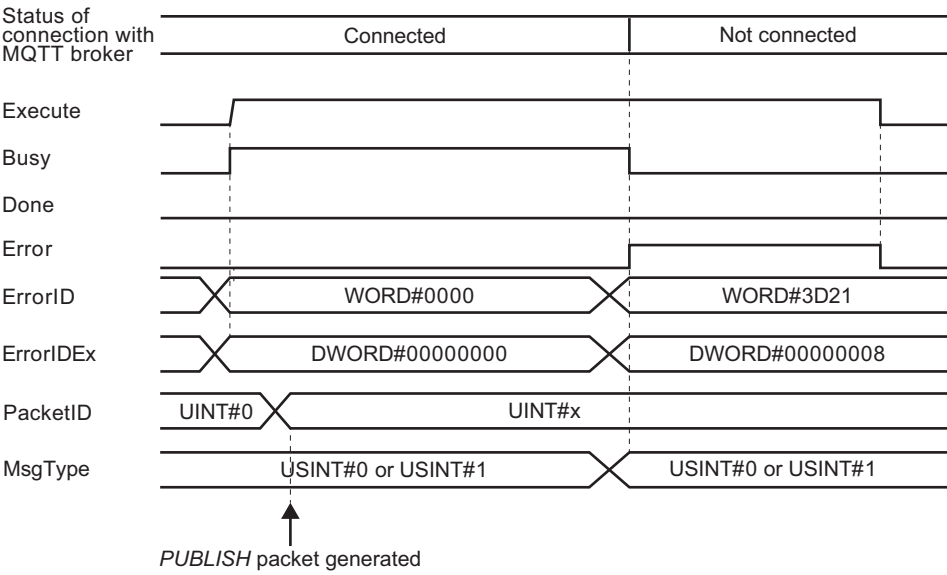 Status of
connection with
MQTT broker
Connected
Not connected
Execute
Busy
Done
Error
ErrorID
WORD#0000
WORD#3D21
ErrorIDEx
DWORD#00000000
DWORD#00000008
PacketID
UINT#0
UINT#x
MsgType
USINT#0 or USINT#1
USINT#0 or USINT#1
PUBLISH packet generated